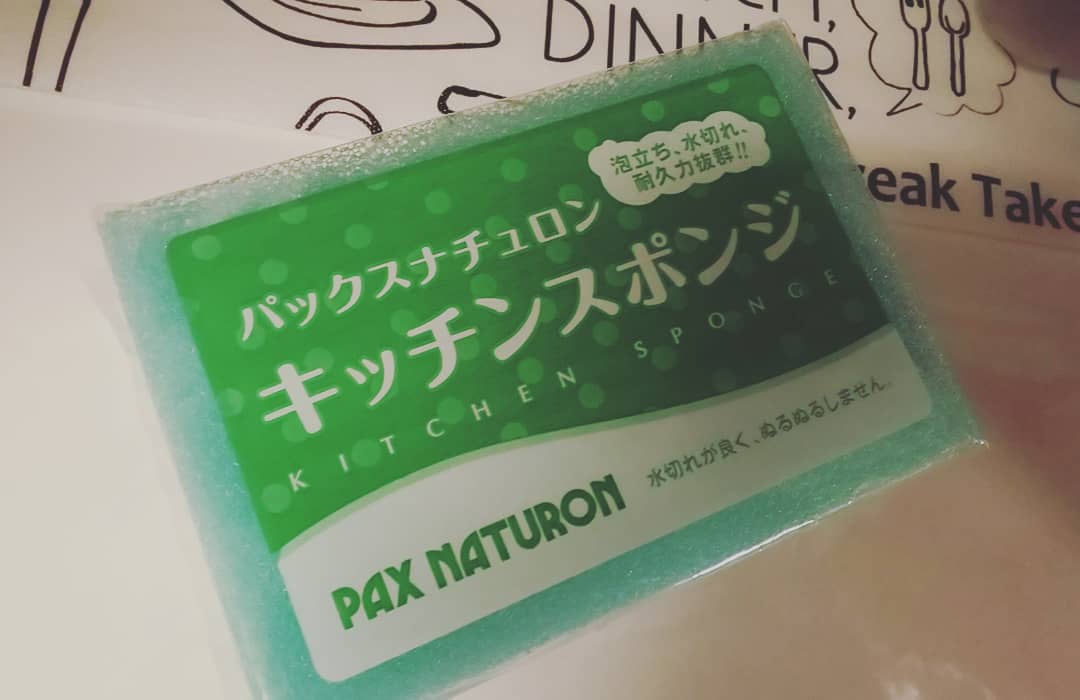 DINNER,
reak Take
泡立ち、水切れ、
耐久力抜群!!
パックスナチュロン
キッチンスポンジ
KITCHEN SPONGE
PAX NATURON
水切れが良く、ぬるぬるしません。